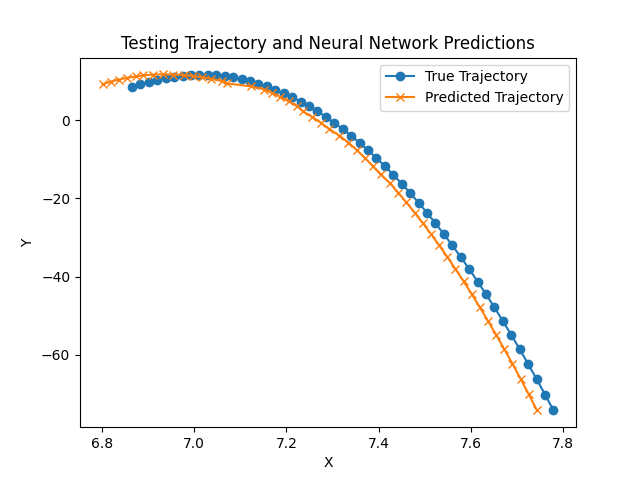 Testing Trajectory and Neural Network Predictions
True Trajectory
Predicted Trajectory
0
−20
−40
−60
Y
6.8 7.0 7.2 7.4 7.6 7.8
X